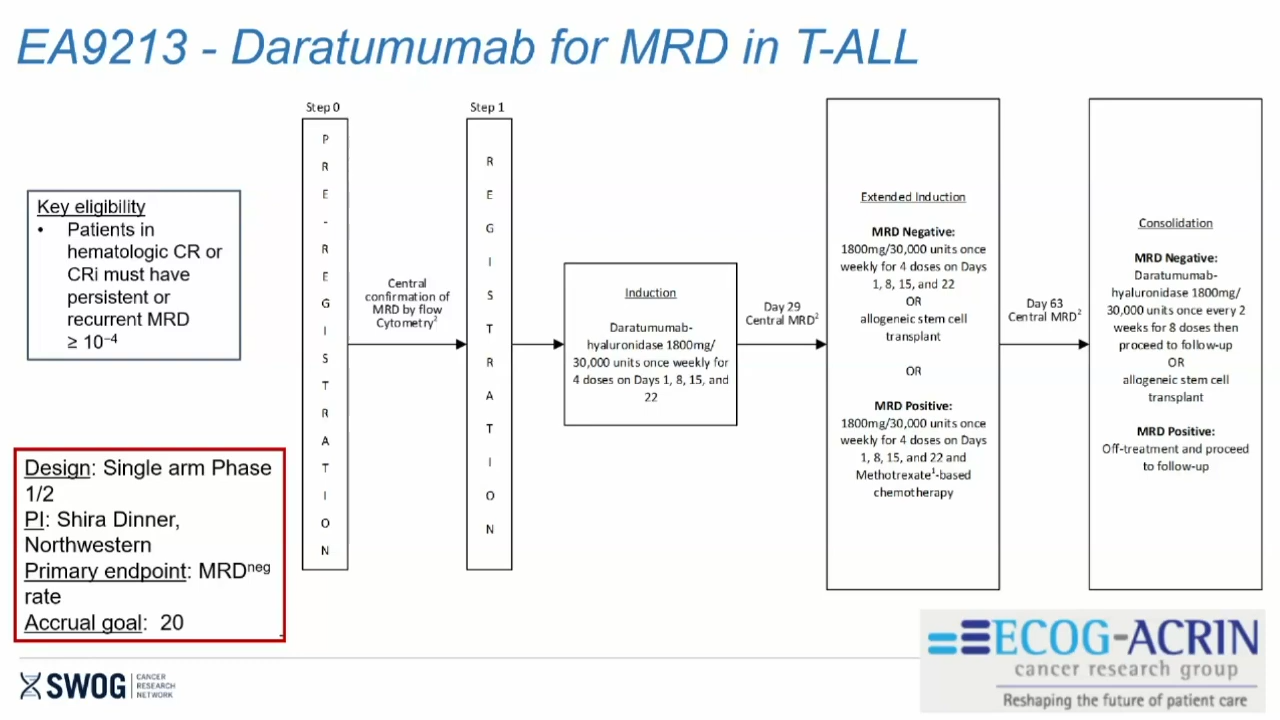 EA9213 - Daratumumab for MRD in T-ALL
Key eligibility
• Patients in
hematologic CR or
CRi must have
persistent or
recurrent MRD
≥ 10⁻⁴
Design: Single arm Phase
1/2
PI: Shira Dinner,
Northwestern
Primary endpoint: MRDⁿᵉᵍ
rate
Accrual goal: 20
Step 0
PRE-REGISTRATION
Central
confirmation of
MRD by flow
Cytometry²
Step 1
REGISTRATION
Induction
Daratumumab-
hyaluronidase 1800mg/
30,000 units once weekly for
4 doses on Days 1, 8, 15, and
22
Day 29
Central MRD²
Extended Induction
MRD Negative:
1800mg/30,000 units once
weekly for 4 doses on Days
1, 8, 15, and 22
OR
allogeneic stem cell
transplant
OR
MRD Positive:
1800mg/30,000 units once
weekly for 4 doses on Days
1, 8, 15, and 22 and
Methotrexate¹-based
chemotherapy
Day 63
Central MRD²
Consolidation
MRD Negative:
Daratumumab-
hyaluronidase 1800mg/
30,000 units once every 2
weeks for 8 doses then
proceed to follow-up
OR
allogeneic stem cell
transplant
MRD Positive:
Off-treatment and proceed
to follow-up
SWOG
CANCER
RESEARCH
NETWORK
ECOG-ACRIN
cancer research group
Reshaping the future of patient care